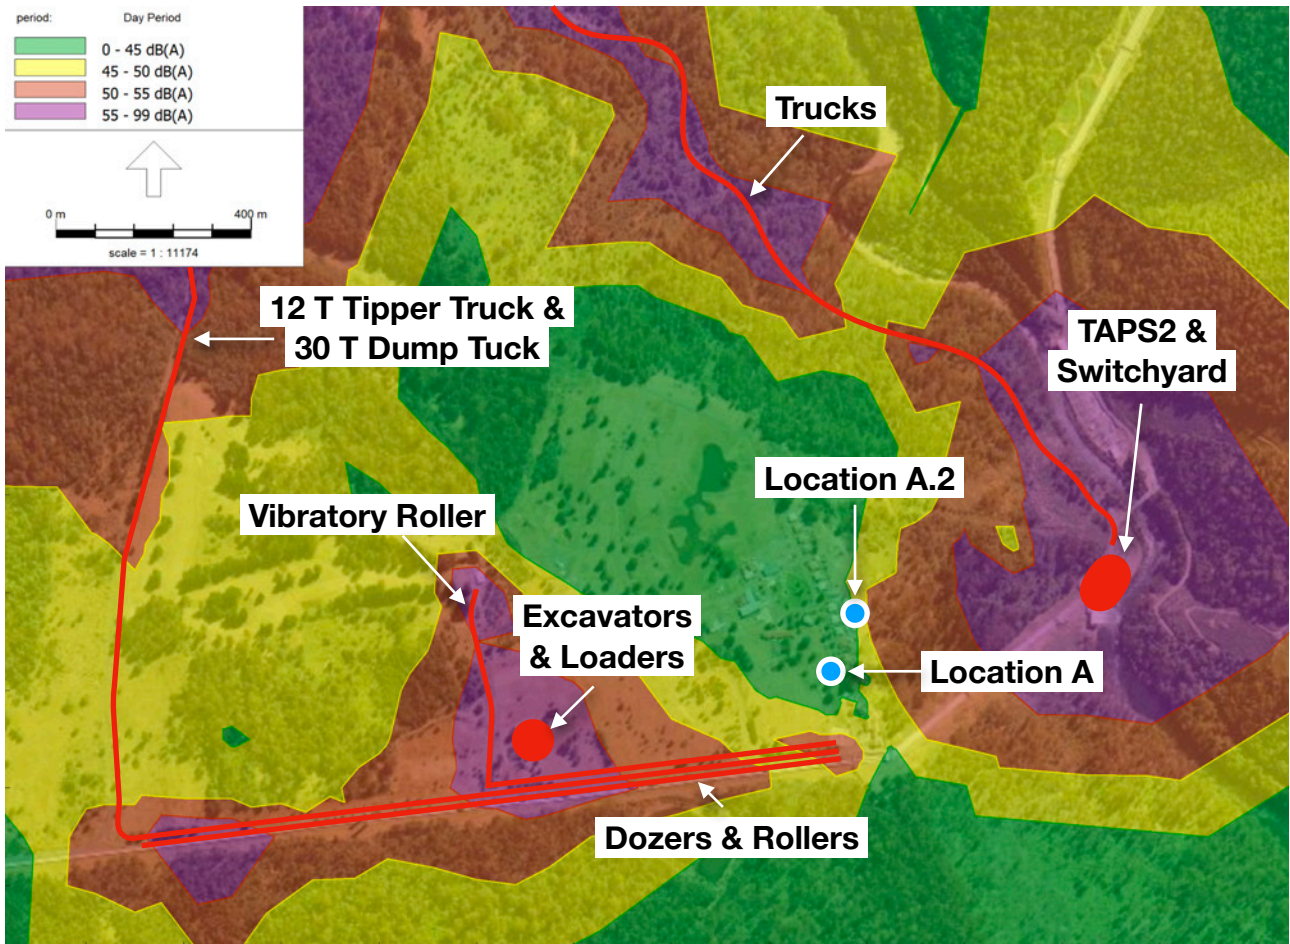 period: Day Period
0 - 45 dB(A)
45 - 50 dB(A)
50 - 55 dB(A)
55 - 99 dB(A)
0 m 400 m
scale = 1 : 11174
Trucks
12 T Tipper Truck &
30 T Dump Tuck
TAPS2 &
Switchyard
Location A.2
Vibratory Roller
Excavators
& Loaders
Location A
Dozers & Rollers